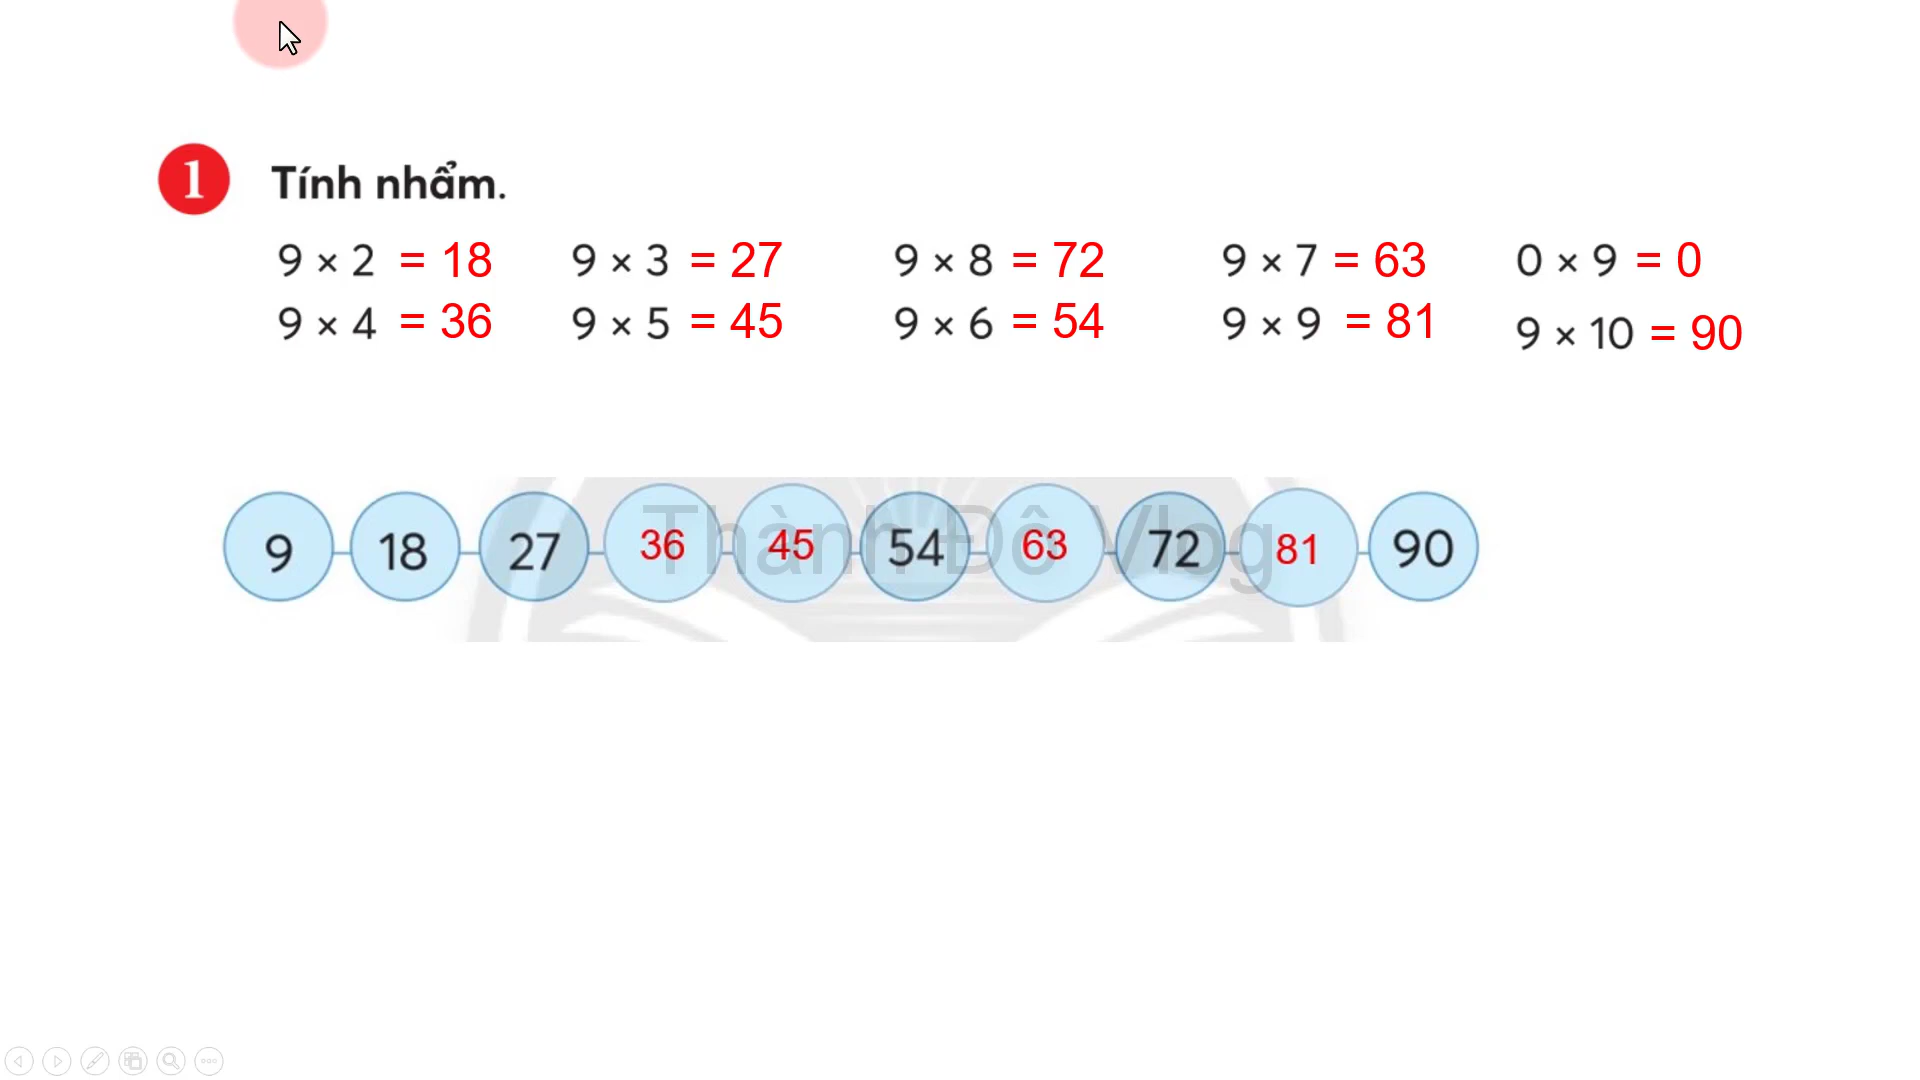 1 Tính nhẩm.
9 × 2 = 18 9 × 3 = 27 9 × 8 = 72 9 × 7 = 63 0 × 9 = 0
9 × 4 = 36 9 × 5 = 45 9 × 6 = 54 9 × 9 = 81 9 × 10 = 90
9 18 27 36 45 54 63 72 81 90
Thành Đô Vlog